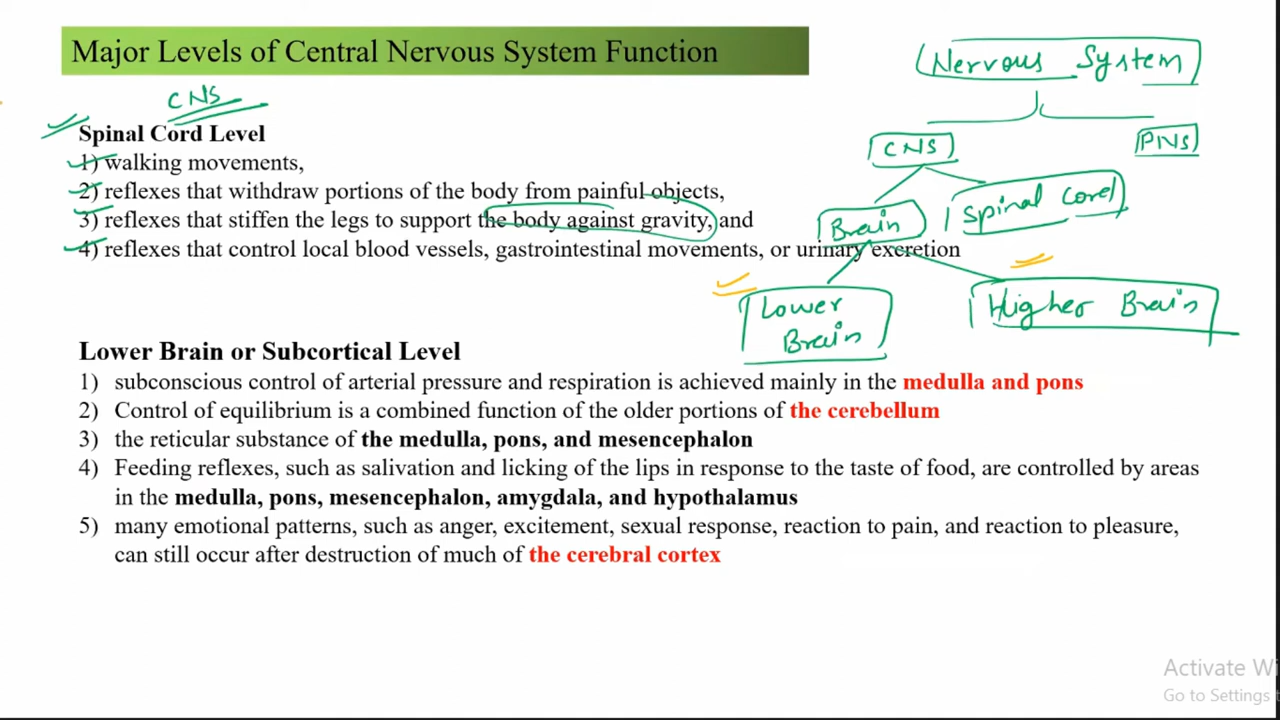 Major Levels of Central Nervous System Function
Nervous System
CNS
PNS
Brain
Spinal Cord
Lower
Brain
Higher Brain
CNS
Spinal Cord Level
1) walking movements,
2) reflexes that withdraw portions of the body from painful objects,
3) reflexes that stiffen the legs to support the body against gravity, and
4) reflexes that control local blood vessels, gastrointestinal movements, or urinary excretion
Lower Brain or Subcortical Level
1) subconscious control of arterial pressure and respiration is achieved mainly in the medulla and pons
2) Control of equilibrium is a combined function of the older portions of the cerebellum
3) the reticular substance of the medulla, pons, and mesencephalon
4) Feeding reflexes, such as salivation and licking of the lips in response to the taste of food, are controlled by areas
in the medulla, pons, mesencephalon, amygdala, and hypothalamus
5) many emotional patterns, such as anger, excitement, sexual response, reaction to pain, and reaction to pleasure,
can still occur after destruction of much of the cerebral cortex
Activate Wi
Go to Settings t